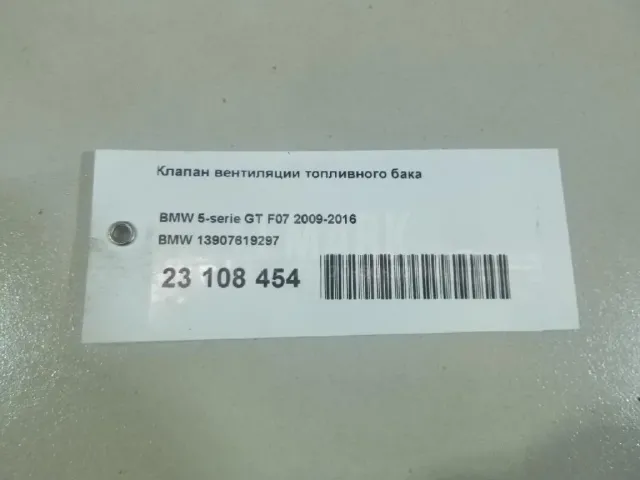 Клапан вентиляции топливного бака
BMW 5-serie GT F07 2009-2016
BMW 13907619297
23 108 454